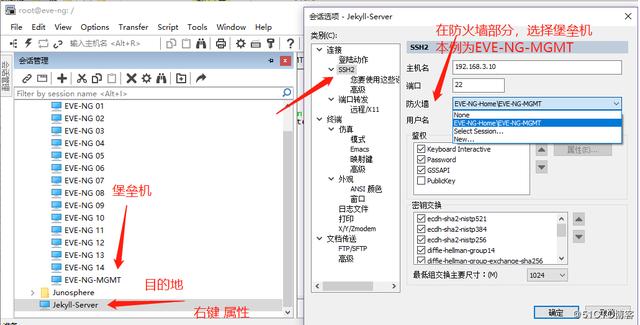 root@eve-ng: /
File Edit View Options Transfer
输入主机名 <Alt+R>
会话管理
Filter by session name <Alt+I>
EVE-NG 01
EVE-NG 02
EVE-NG 03
EVE-NG 04
EVE-NG 05
EVE-NG 06
EVE-NG 07
EVE-NG 08
EVE-NG 09
EVE-NG 10
EVE-NG 11
EVE-NG 12
EVE-NG 13
EVE-NG 14
EVE-NG-MGMT
Junosphere
Jekyll-Server
堡垒机
目的地
右键 属性
会话选项 - Jekyll-Server
在防火墙部分，选择堡垒机
本例为EVE-NG-MGMT
类别(C):
连接
登陆动作
SSH2
您要使用这些
高级
端口转发
远程/X11
终端
仿真
模式
Emacs
映射键
高级
外观
ANSI 颜色
窗口
日志文件
打印
X/Y/Zmodem
文档传送
FTP/SFTP
高级
SSH2
主机名
192.168.3.10
端口
22
防火墙
EVE-NG-Home\EVE-NG-MGMT
None
EVE-NG-Home\EVE-NG-MGMT
Select Session...
New...
用户名
鉴权
Keyboard Interactive
Password
GSSAPI
PublicKey
属性(P)...
密钥交换
ecdh-sha2-nistp521
ecdh-sha2-nistp384
ecdh-sha2-nistp256
diffie-hellman-group14
diffie-hellman-group-exchange-sha256
最低组交换主要尺寸(M)
1024
确定
取消
@51CTO博客